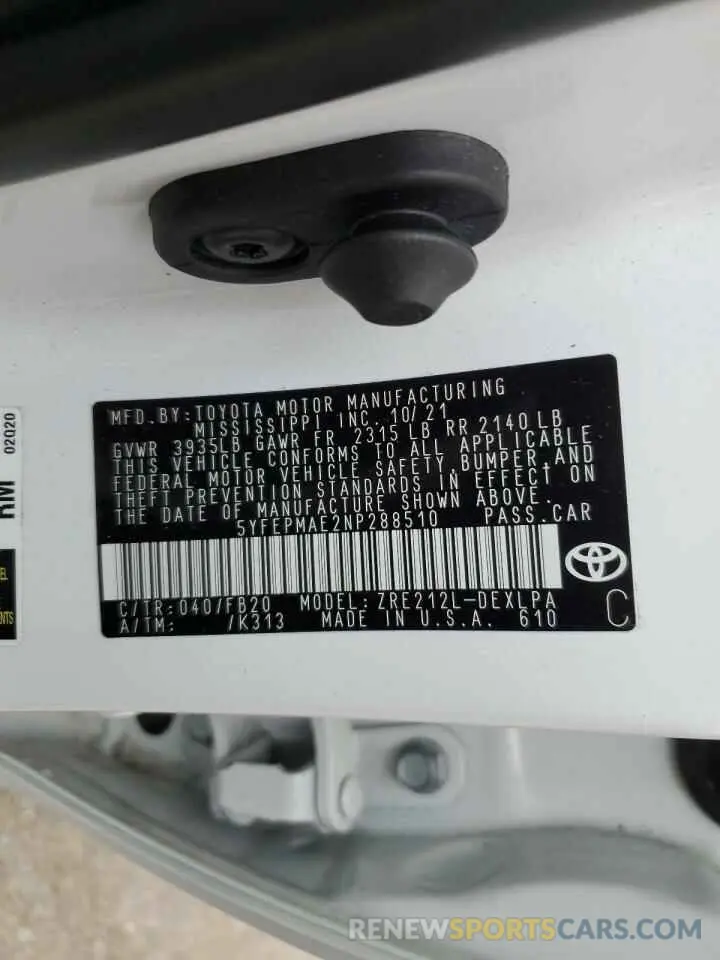 MFD. BY: TOYOTA MOTOR MANUFACTURING
MISSISSIPPI INC. 10/21
GVWR 3935LB GAWR FR 2315 LB RR 2140 LB
THIS VEHICLE CONFORMS TO ALL APPLICABLE
FEDERAL MOTOR VEHICLE SAFETY, BUMPER, AND
THEFT PREVENTION STANDARDS IN EFFECT ON
THE DATE OF MANUFACTURE SHOWN ABOVE.
5YFEPMAE2NP288510 PASS. CAR
C/TR: 040/FB20 MODEL: ZRE212L-DEXLPA
A/TM: /K313 MADE IN U.S.A. 610
C
02020
RM
RENEWSPORTSCARS.COM